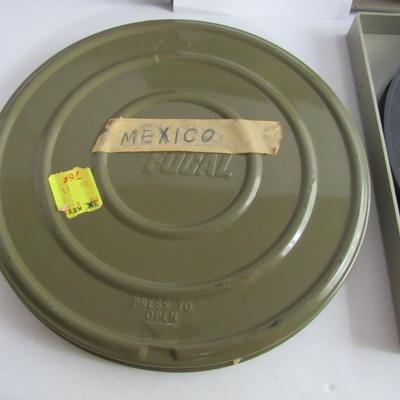 MEXICO
FOCAL
PRESS TO
OPEN